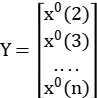 Y = [x⁰(2)
x⁰(3)
....
x⁰(n)]